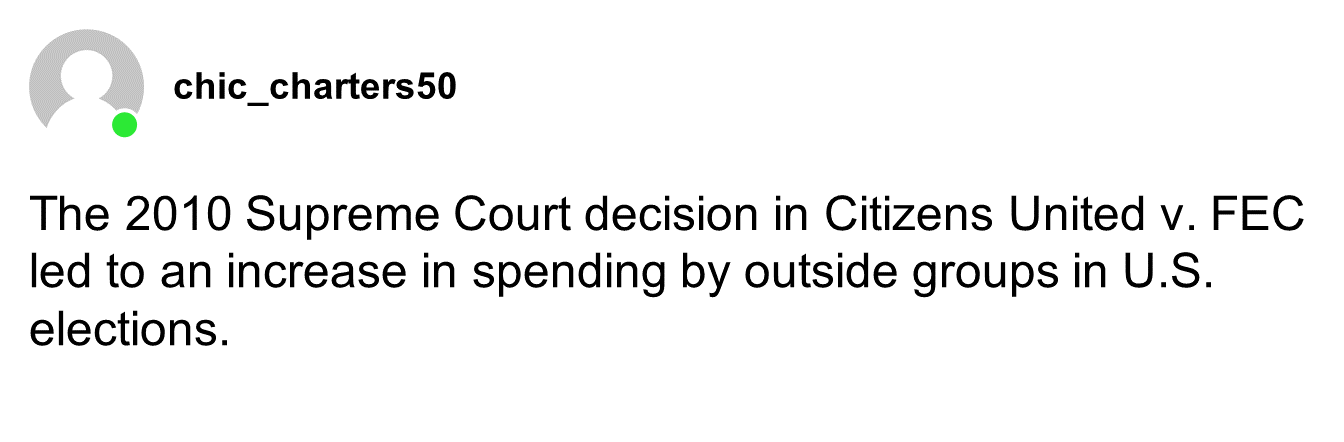 chic_charters50
The 2010 Supreme Court decision in Citizens United v. FEC
led to an increase in spending by outside groups in U.S.
elections.